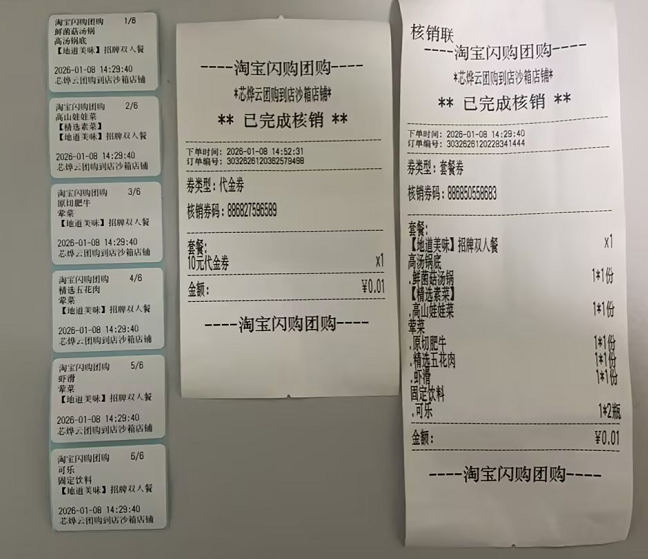 淘宝闪购团购 1/6
鲜菌菇汤锅
高汤锅底
【地道美味】招牌双人餐
2026-01-08 14:29:40
芯烨云团购到店沙箱店铺
淘宝闪购团购 2/6
高山娃娃菜
【精选素菜】
【地道美味】招牌双人餐
2026-01-08 14:29:40
芯烨云团购到店沙箱店铺
淘宝闪购团购 3/6
原切肥牛
荤菜
【地道美味】招牌双人餐
2026-01-08 14:29:40
芯烨云团购到店沙箱店铺
淘宝闪购团购 4/6
精选五花肉
荤菜
【地道美味】招牌双人餐
2026-01-08 14:29:40
芯烨云团购到店沙箱店铺
淘宝闪购团购 5/6
虾滑
荤菜
【地道美味】招牌双人餐
2026-01-08 14:29:40
芯烨云团购到店沙箱店铺
淘宝闪购团购 6/6
可乐
固定饮料
【地道美味】招牌双人餐
2026-01-08 14:29:40
芯烨云团购到店沙箱店铺
----淘宝闪购团购----
*芯烨云团购到店沙箱店铺*
** 已完成核销 **
下单时间: 2026-01-08 14:52:31
订单编号: 3032626120362579498
券类型: 代金券
核销券码: 886827596589
套餐:
10元代金券 x1
金额: ¥0.01
----淘宝闪购团购----
核销联
----淘宝闪购团购----
*芯烨云团购到店沙箱店铺*
** 已完成核销 **
下单时间: 2026-01-08 14:29:40
订单编号: 3032626120228341444
券类型: 套餐券
核销券码: 886850558683
套餐:
【地道美味】招牌双人餐 x1
高汤锅底
.鲜菌菇汤锅 1*1份
【精选素菜】
.高山娃娃菜 1*1份
荤菜
.原切肥牛 1*1份
.精选五花肉 1*1份
.虾滑 1*1份
固定饮料
.可乐 1*2瓶
金额: ¥0.01
----淘宝闪购团购----